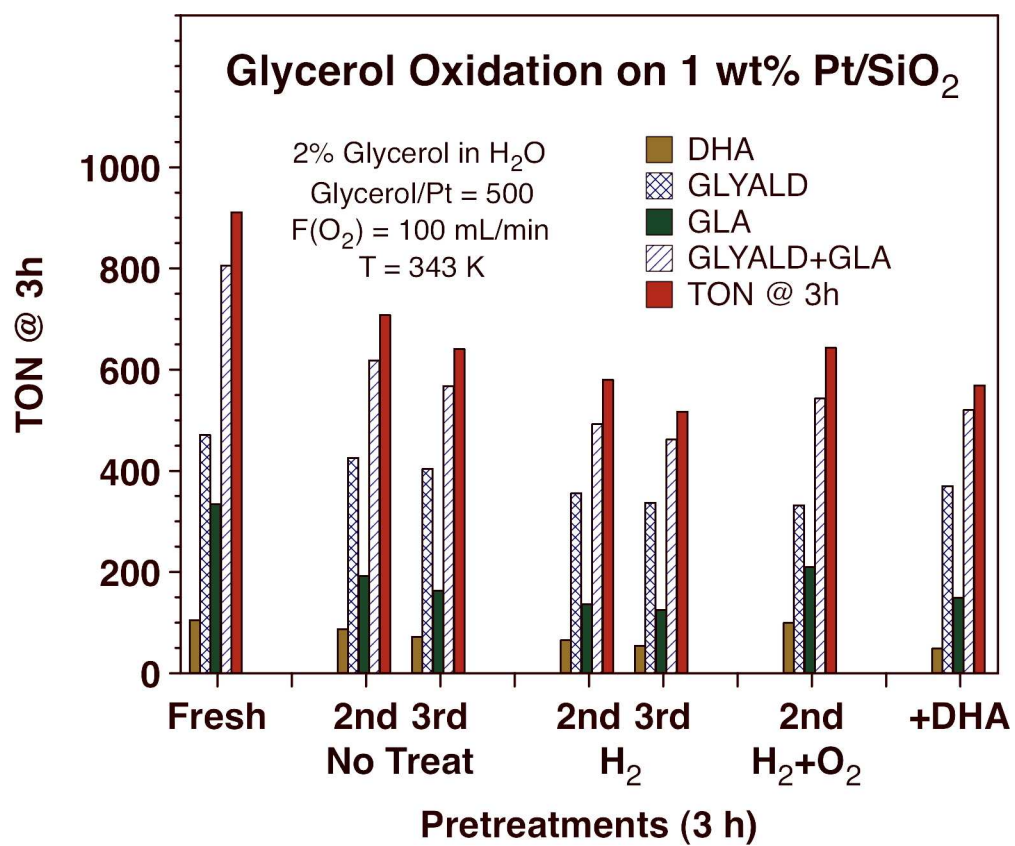 Glycerol Oxidation on 1 wt% Pt/SiO₂
2% Glycerol in H₂O
Glycerol/Pt = 500
F(O₂) = 100 mL/min
T = 343 K
DHA
GLYALD
GLA
GLYALD+GLA
TON @ 3h
TON @ 3h
1000
800
600
400
200
0
Fresh 2nd 3rd 2nd 3rd 2nd +DHA
No Treat H₂ H₂+O₂
Pretreatments (3 h)